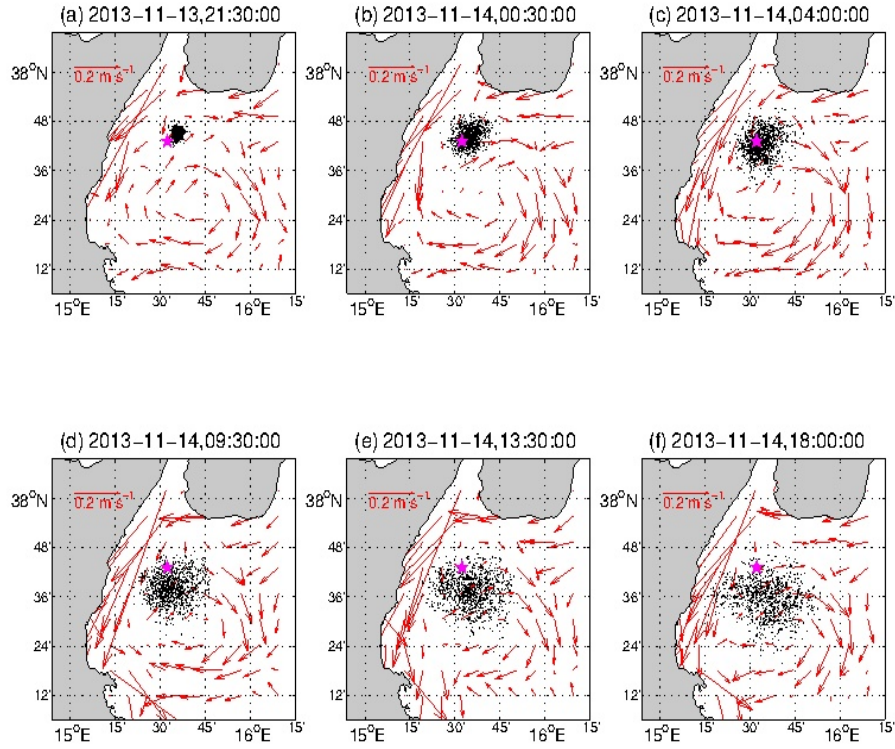 (a) 2013−11−13,21:30:00 (b) 2013−11−14,00:30:00 (c) 2013−11−14,04:00:00
38°N 0.2 m s⁻¹ 38°N 0.2 m s⁻¹ 38°N 0.2 m s⁻¹
48' 48' 48'
36' 36' 36'
24' 24' 24'
12' 12' 12'
15°E 15' 30' 45' 16°E 15' 15°E 15' 30' 45' 16°E 15' 15°E 15' 30' 45' 16°E 15'
(d) 2013−11−14,09:30:00 (e) 2013−11−14,13:30:00 (f) 2013−11−14,18:00:00
38°N 0.2 m s⁻¹ 38°N 0.2 m s⁻¹ 38°N 0.2 m s⁻¹
48' 48' 48'
36' 36' 36'
24' 24' 24'
12' 12' 12'
15°E 15' 30' 45' 16°E 15' 15°E 15' 30' 45' 16°E 15' 15°E 15' 30' 45' 16°E 15'